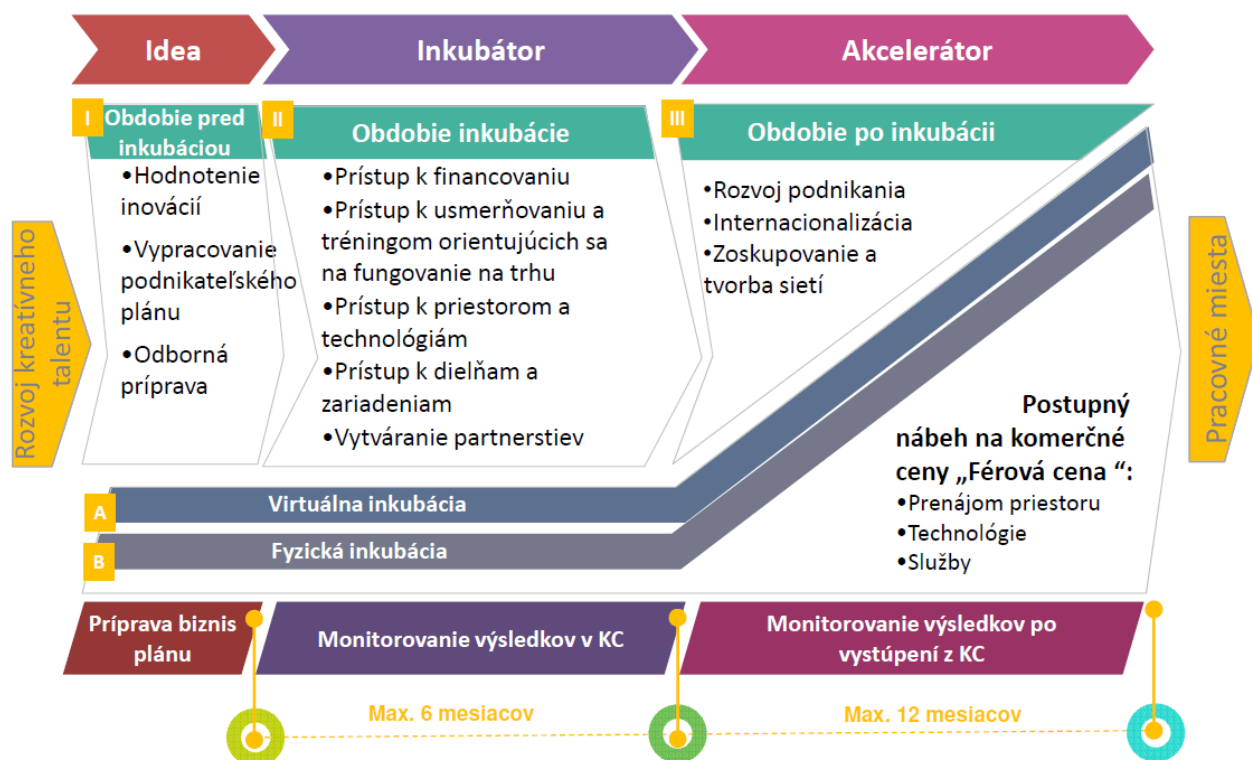 Idea
Inkubátor
Akcelerátor
I
Obdobie pred
inkubáciou
•Hodnotenie
inovácií
•Vypracovanie
podnikateľského
plánu
•Odborná
príprava
II
Obdobie inkubácie
•Prístup k financovaniu
•Prístup k usmerňovaniu a
tréningom orientujúcich sa
na fungovanie na trhu
•Prístup k priestorom a
technológiám
•Prístup k dielňam a
zariadeniam
•Vytváranie partnerstiev
III
Obdobie po inkubácii
•Rozvoj podnikania
•Internacionalizácia
•Zoskupovanie a
tvorba sietí
Rozvoj kreatívneho
talentu
Pracovné miesta
Postupný
nábeh na komerčné
ceny „Férová cena “:
•Prenájom priestoru
•Technológie
•Služby
A
Virtuálna inkubácia
B
Fyzická inkubácia
Príprava biznis
plánu
Monitorovanie výsledkov v KC
Monitorovanie výsledkov po
vystúpení z KC
Max. 6 mesiacov
Max. 12 mesiacov